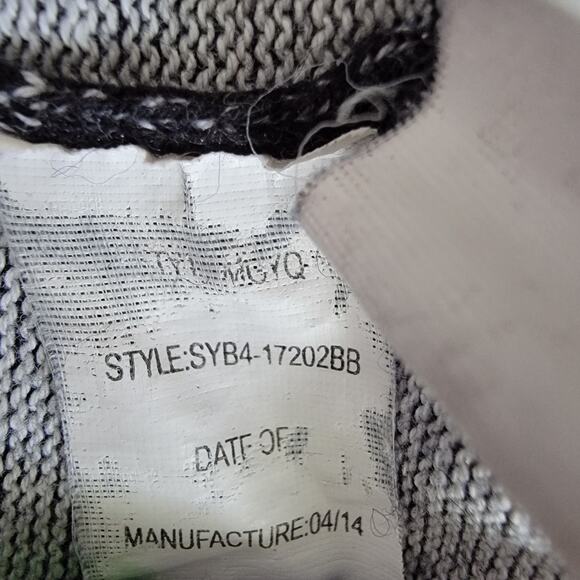 STYLE:SYB4-17202BB
DATE OF
MANUFACTURE:04/14